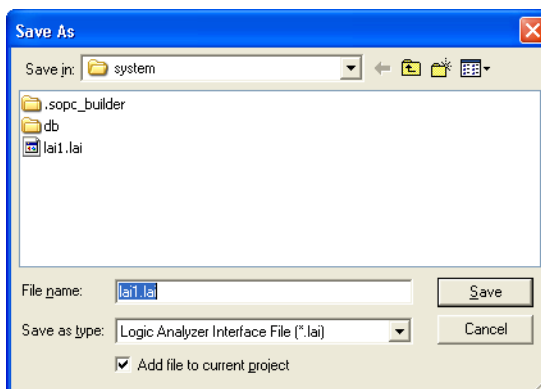 Save As
Save in: system
.sopc_builder
db
lai1.lai
File name: lai1.lai
Save
Save as type: Logic Analyzer Interface File (*.lai)
Cancel
Add file to current project